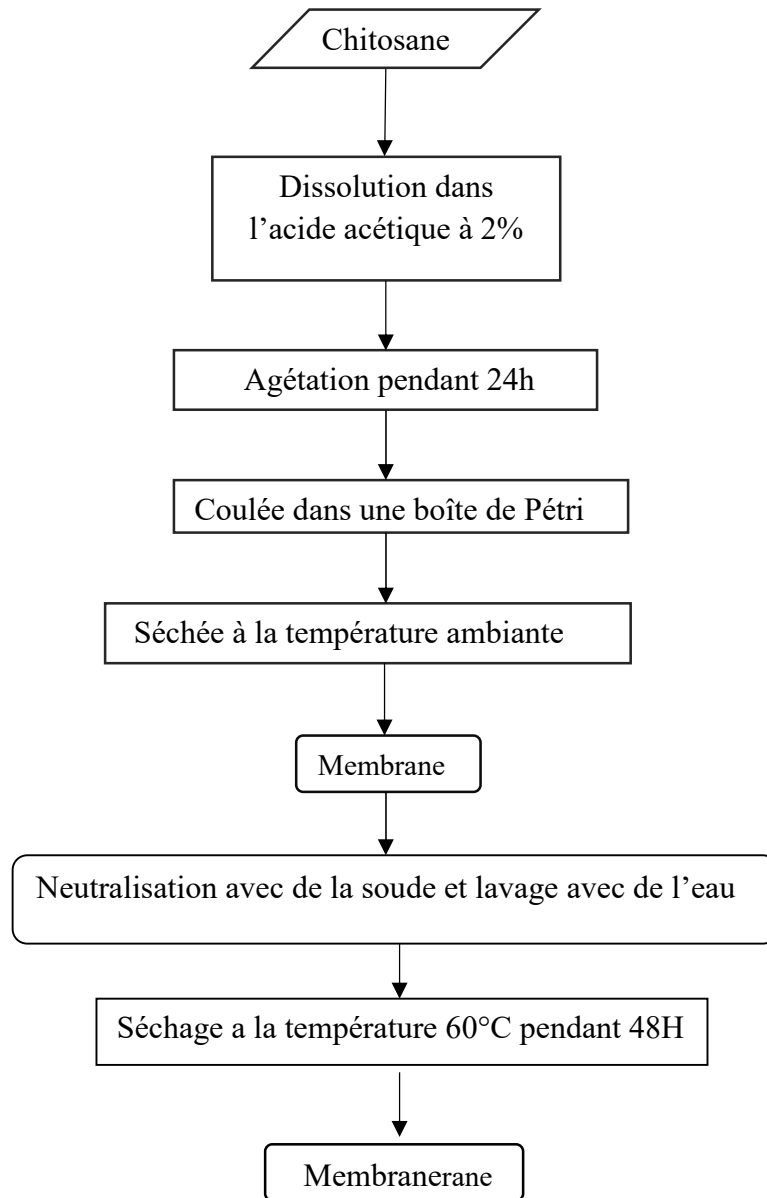 Chitosane
Dissolution dans
l’acide acétique à 2%
Agétation pendant 24h
Coulée dans une boîte de Pétri
Séchée à la température ambiante
Membrane
Neutralisation avec de la soude et lavage avec de l’eau
Séchage a la température 60°C pendant 48H
Membranerane